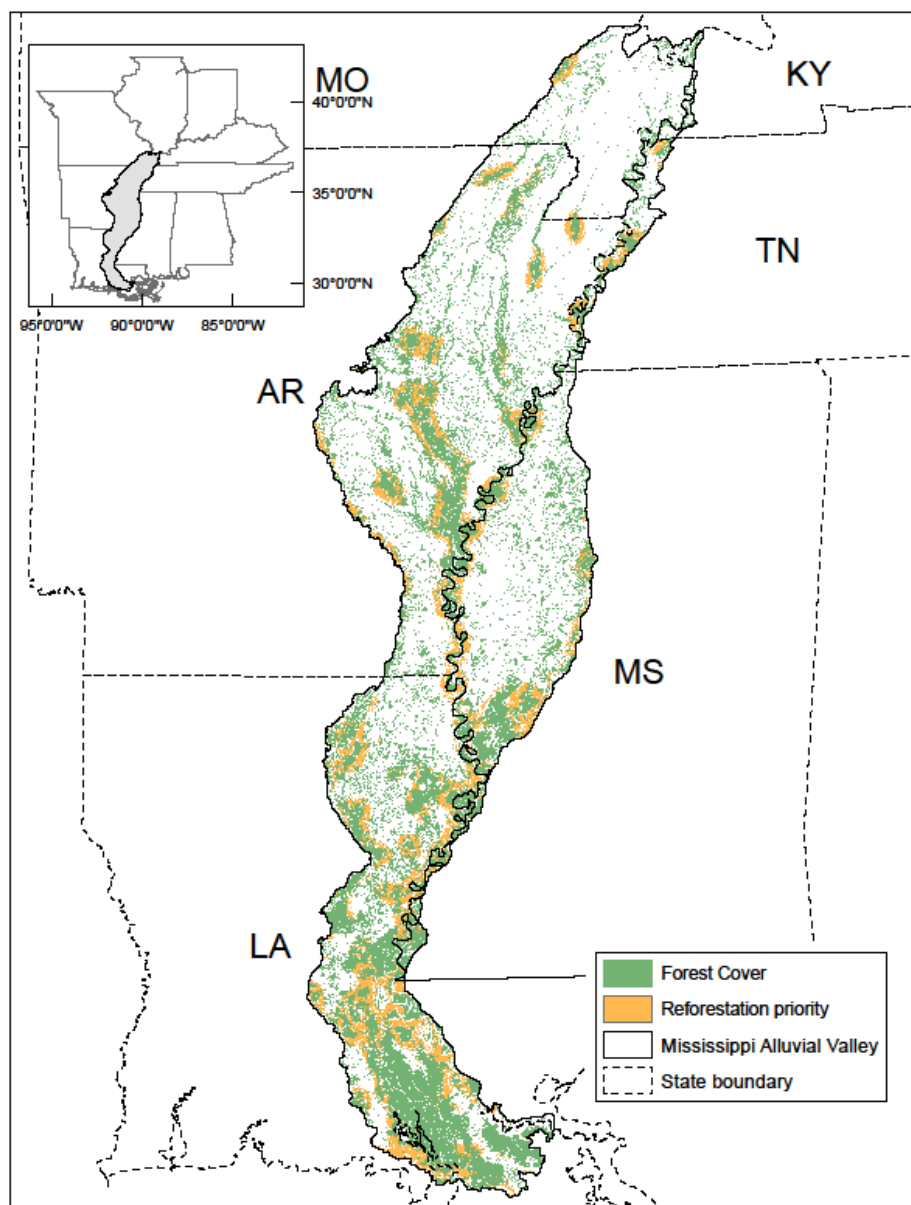 MO
KY
40°0'0"N
35°0'0"N
TN
30°0'0"N
95°0'0"W 90°0'0"W 85°0'0"W
AR
MS
LA
Forest Cover
Reforestation priority
Mississippi Alluvial Valley
State boundary